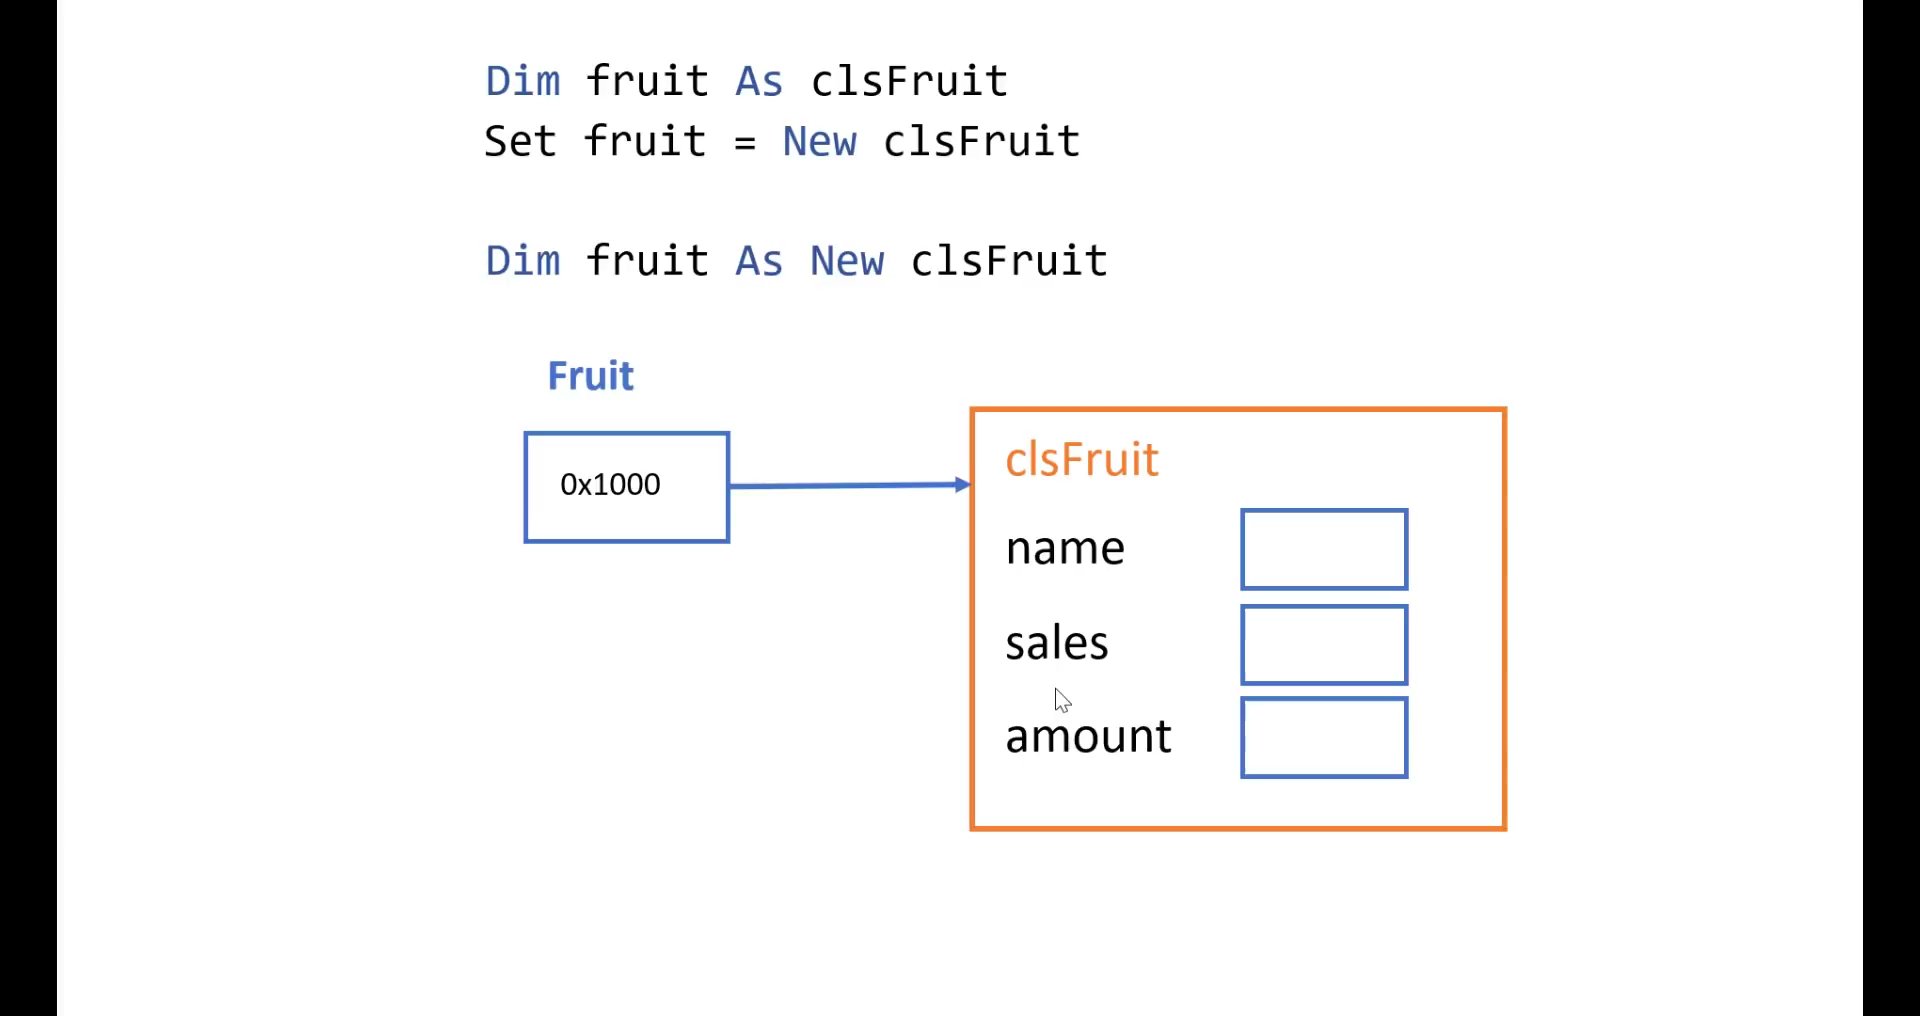 Dim fruit As clsFruit
Set fruit = New clsFruit
Dim fruit As New clsFruit
Fruit
0x1000
clsFruit
name
sales
amount